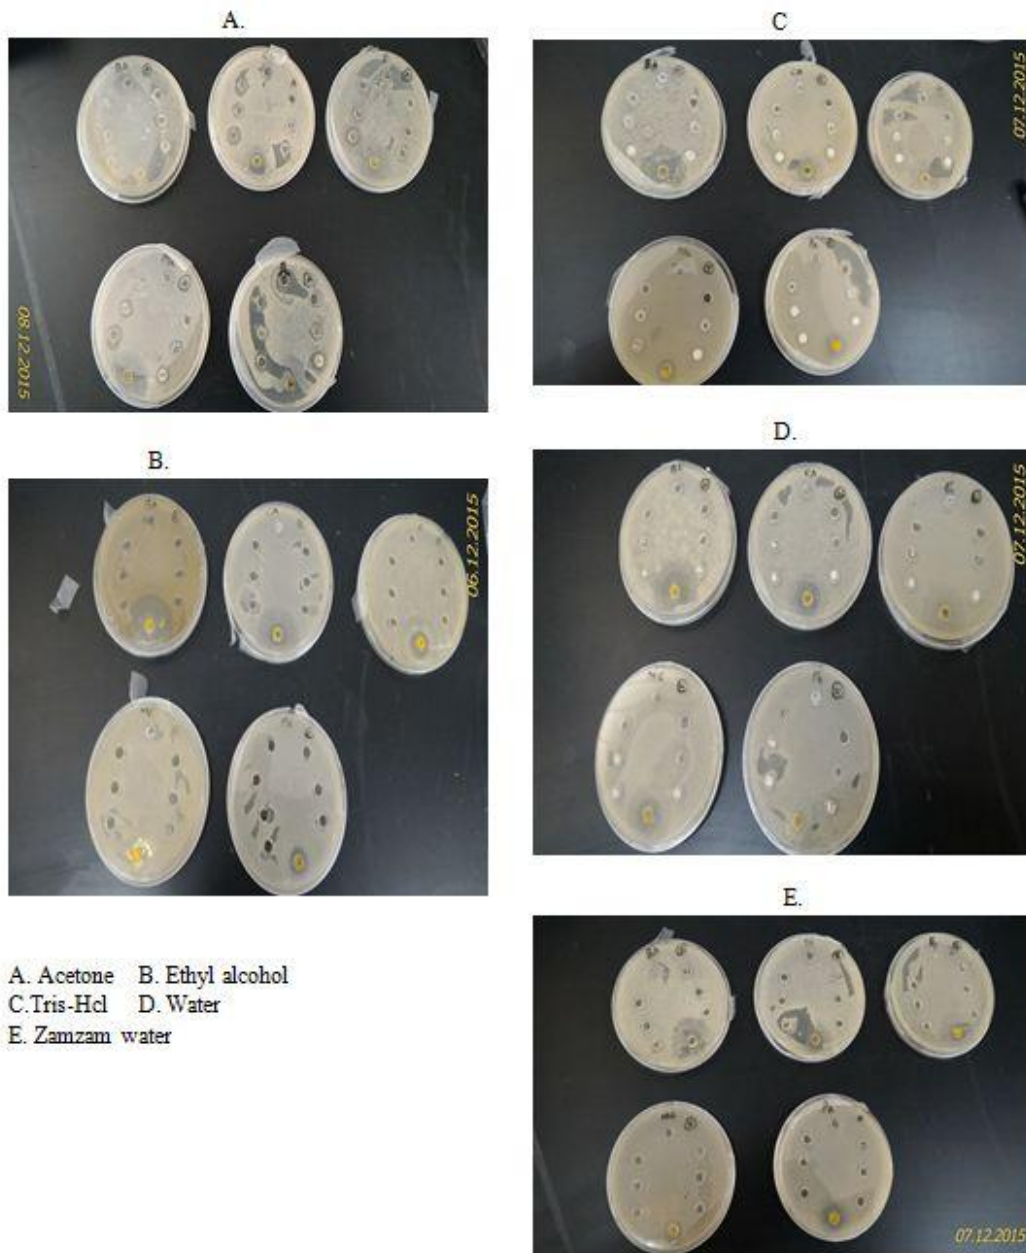 A.
C
08.12.2015
07.12.2015
B.
D.
06.12.2015
07.12.2015
E.
A. Acetone B. Ethyl alcohol
C.Tris-Hcl D. Water
E. Zamzam water
07.12.2015